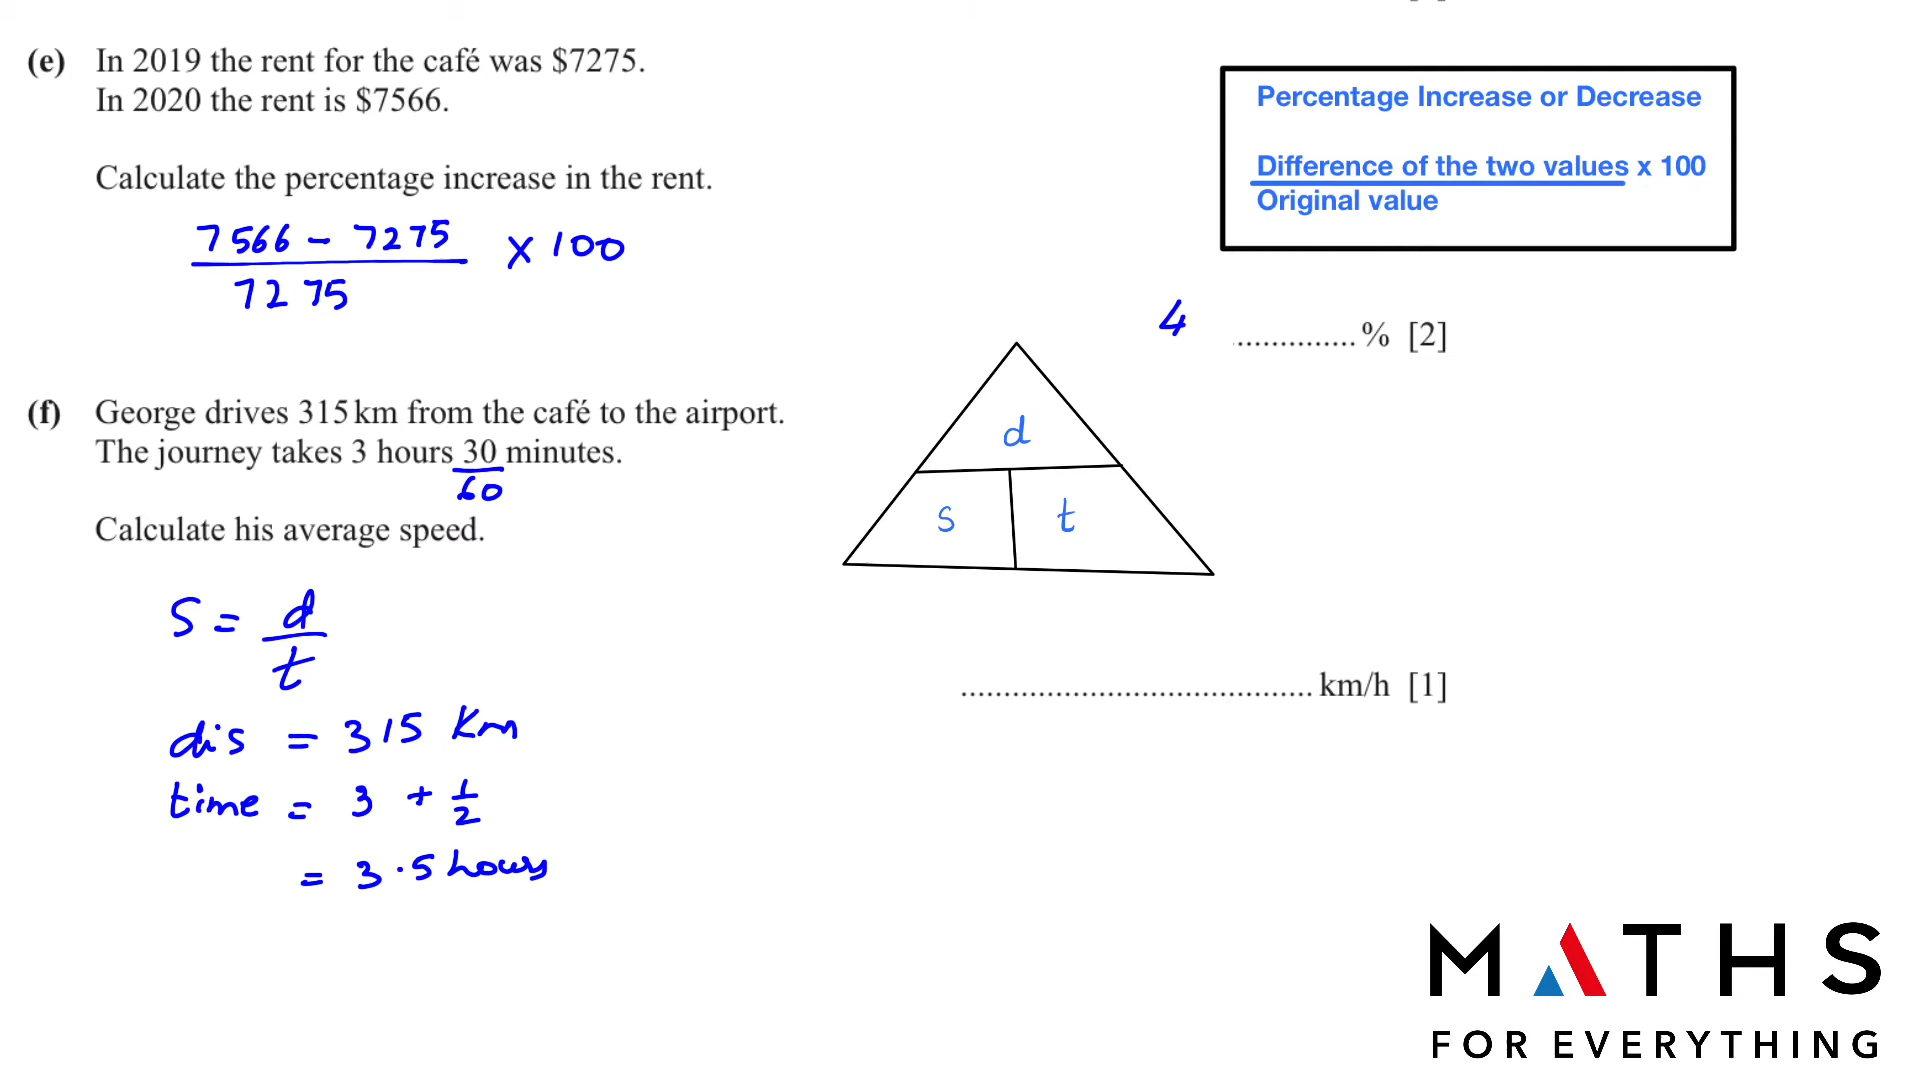 (e) In 2019 the rent for the café was $7275.
In 2020 the rent is $7566.
Calculate the percentage increase in the rent.
7566 - 7275
7275
x 100
Percentage Increase or Decrease
Difference of the two values x 100
Original value
4 ..............% [2]
(f) George drives 315 km from the café to the airport.
The journey takes 3 hours 30 minutes.
60
Calculate his average speed.
d
s t
S = d
t
dis = 315 Km
time = 3 + 1/2
= 3.5 hours
......................................... km/h [1]
MATHS
FOR EVERYTHING